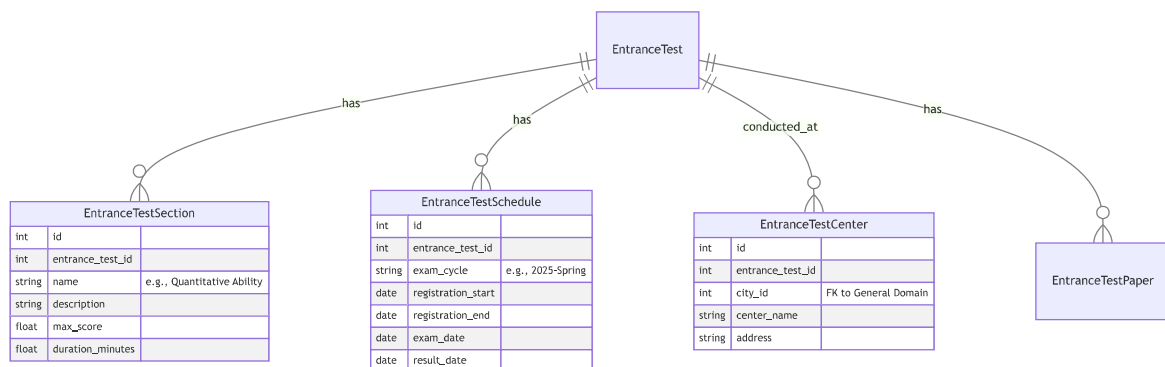 EntranceTest
has
has
conducted_at
has
EntranceTestSection
int id
int entrance_test_id
string name e.g., Quantitative Ability
string description
float max_score
float duration_minutes
EntranceTestSchedule
int id
int entrance_test_id
string exam_cycle e.g., 2025-Spring
date registration_start
date registration_end
date exam_date
date result_date
EntranceTestCenter
int id
int entrance_test_id
int city_id FK to General Domain
string center_name
string address
EntranceTestPaper